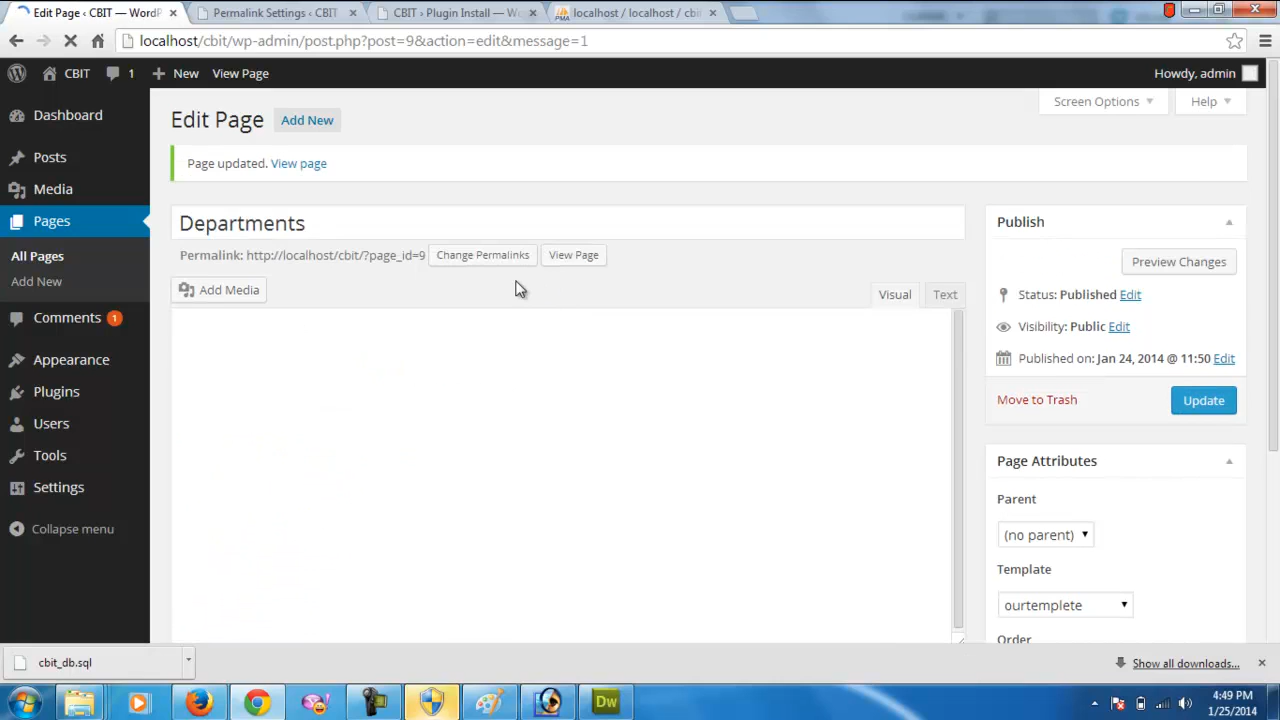 Edit Page ‹ CBIT — WordP
Permalink Settings ‹ CBIT
CBIT › Plugin Install — Wo
localhost / localhost / cbi
localhost/cbit/wp-admin/post.php?post=9&action=edit&message=1
CBIT 1 New View Page Howdy, admin
Dashboard
Posts
Media
Pages
All Pages
Add New
Comments 1
Appearance
Plugins
Users
Tools
Settings
Collapse menu
Screen Options Help
Edit Page Add New
Page updated. View page
Departments
Permalink: http://localhost/cbit/?page_id=9 Change Permalinks View Page
Add Media
Visual Text
Publish
Preview Changes
Status: Published Edit
Visibility: Public Edit
Published on: Jan 24, 2014 @ 11:50 Edit
Move to Trash Update
Page Attributes
Parent
(no parent)
Template
ourtemplete
Order
cbit_db.sql
Show all downloads...
Dw
4:49 PM
1/25/2014